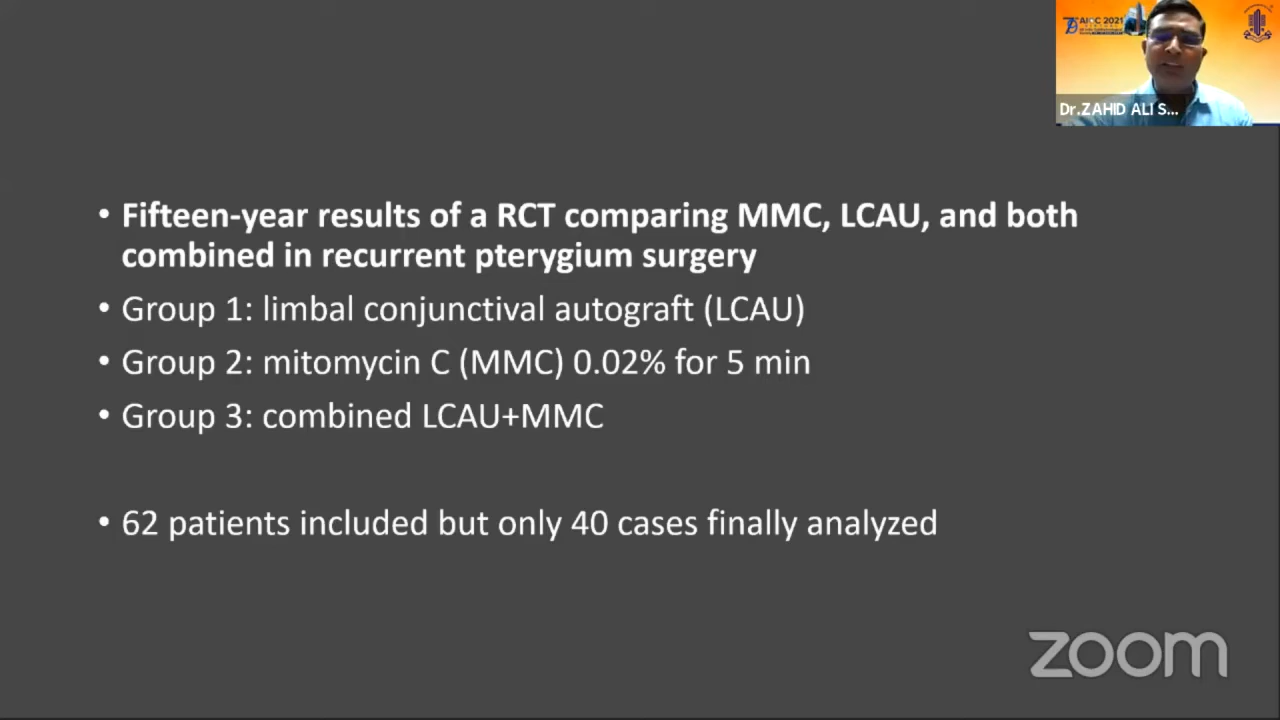 AIOC 2021
Dr.ZAHID ALI S...
• Fifteen-year results of a RCT comparing MMC, LCAU, and both
combined in recurrent pterygium surgery
• Group 1: limbal conjunctival autograft (LCAU)
• Group 2: mitomycin C (MMC) 0.02% for 5 min
• Group 3: combined LCAU+MMC
• 62 patients included but only 40 cases finally analyzed
zoom